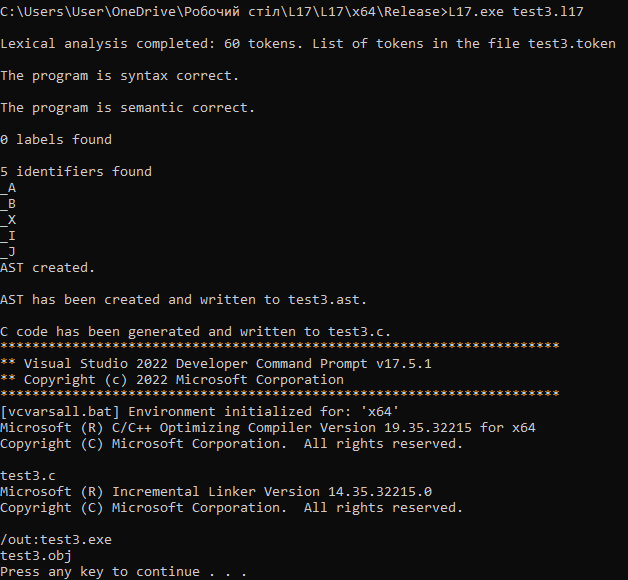 C:\Users\User\OneDrive\Робочий стіл\L17\L17\x64\Release>L17.exe test3.l17
Lexical analysis completed: 60 tokens. List of tokens in the file test3.token
The program is syntax correct.
The program is semantic correct.
0 labels found
5 identifiers found
_A
_B
_X
_I
_J
AST created.
AST has been created and written to test3.ast.
C code has been generated and written to test3.c.
**********************************************************************
** Visual Studio 2022 Developer Command Prompt v17.5.1
** Copyright (c) 2022 Microsoft Corporation
**********************************************************************
[vcvarsall.bat] Environment initialized for: 'x64'
Microsoft (R) C/C++ Optimizing Compiler Version 19.35.32215 for x64
Copyright (C) Microsoft Corporation.  All rights reserved.
test3.c
Microsoft (R) Incremental Linker Version 14.35.32215.0
Copyright (C) Microsoft Corporation.  All rights reserved.
/out:test3.exe
test3.obj
Press any key to continue . . .